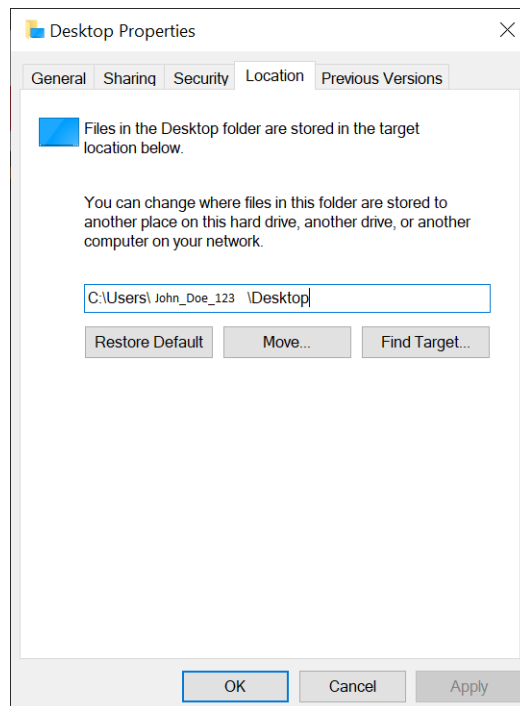 Desktop Properties
General Sharing Security Location Previous Versions
Files in the Desktop folder are stored in the target
location below.
You can change where files in this folder are stored to
another place on this hard drive, another drive, or another
computer on your network.
C:\Users\ John_Doe_123 \Desktop
Restore Default Move... Find Target...
OK Cancel Apply